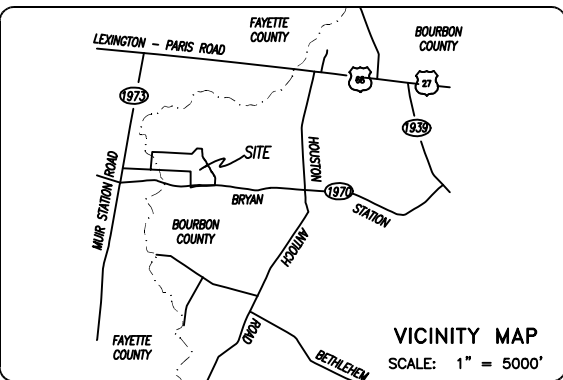 FAYETTE
COUNTY
BOURBON
COUNTY
LEXINGTON - PARIS ROAD
68
27
1973
1939
SITE
HOUSTON
MUIR STATION ROAD
1970
BRYAN
STATION
BOURBON
COUNTY
ANTIOCH
ROAD
FAYETTE
COUNTY
BETHLEHEM
VICINITY MAP
SCALE: 1" = 5000'